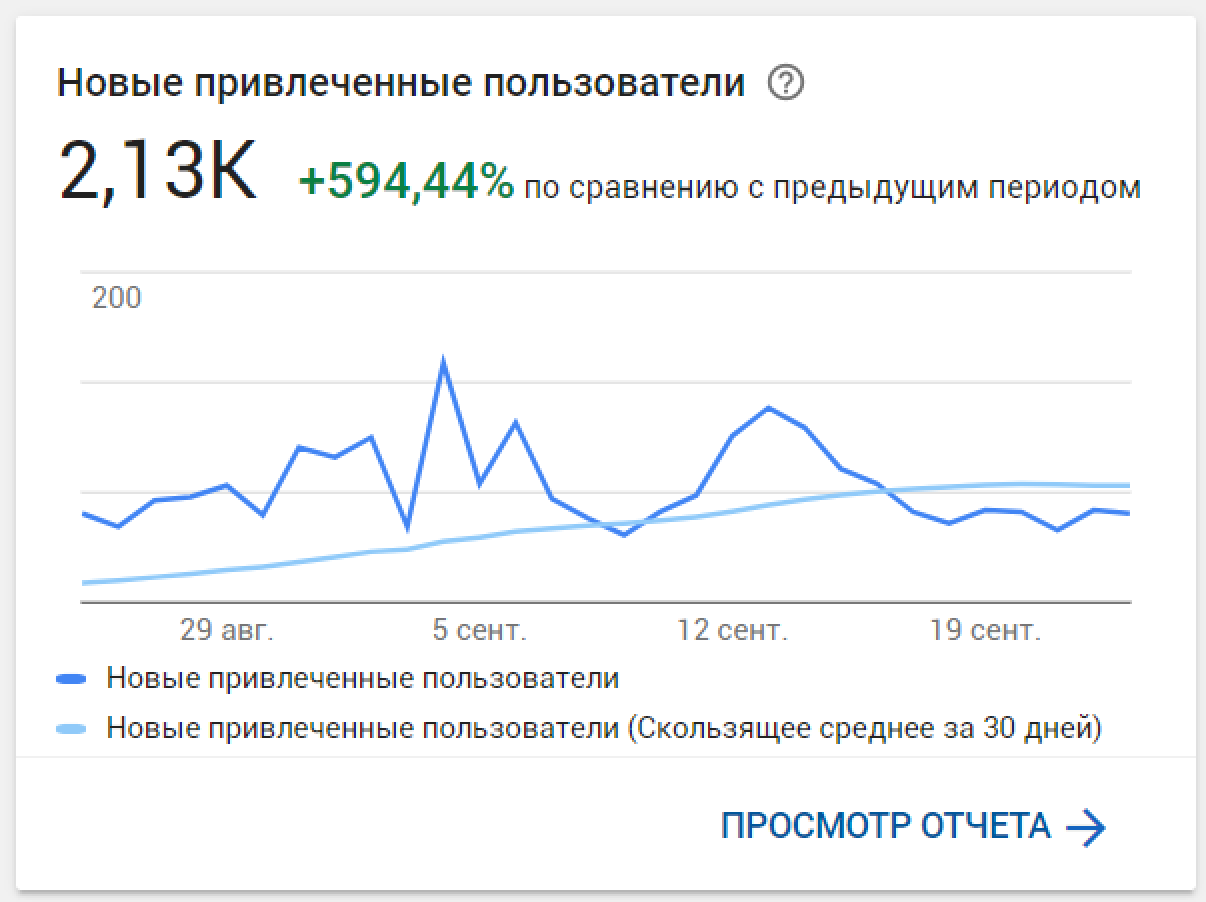 Новые привлеченные пользователи ?
2,13К +594,44% по сравнению с предыдущим периодом
200
29 авг. 5 сент. 12 сент. 19 сент.
Новые привлеченные пользователи
Новые привлеченные пользователи (Скользящее среднее за 30 дней)
ПРОСМОТР ОТЧЕТА